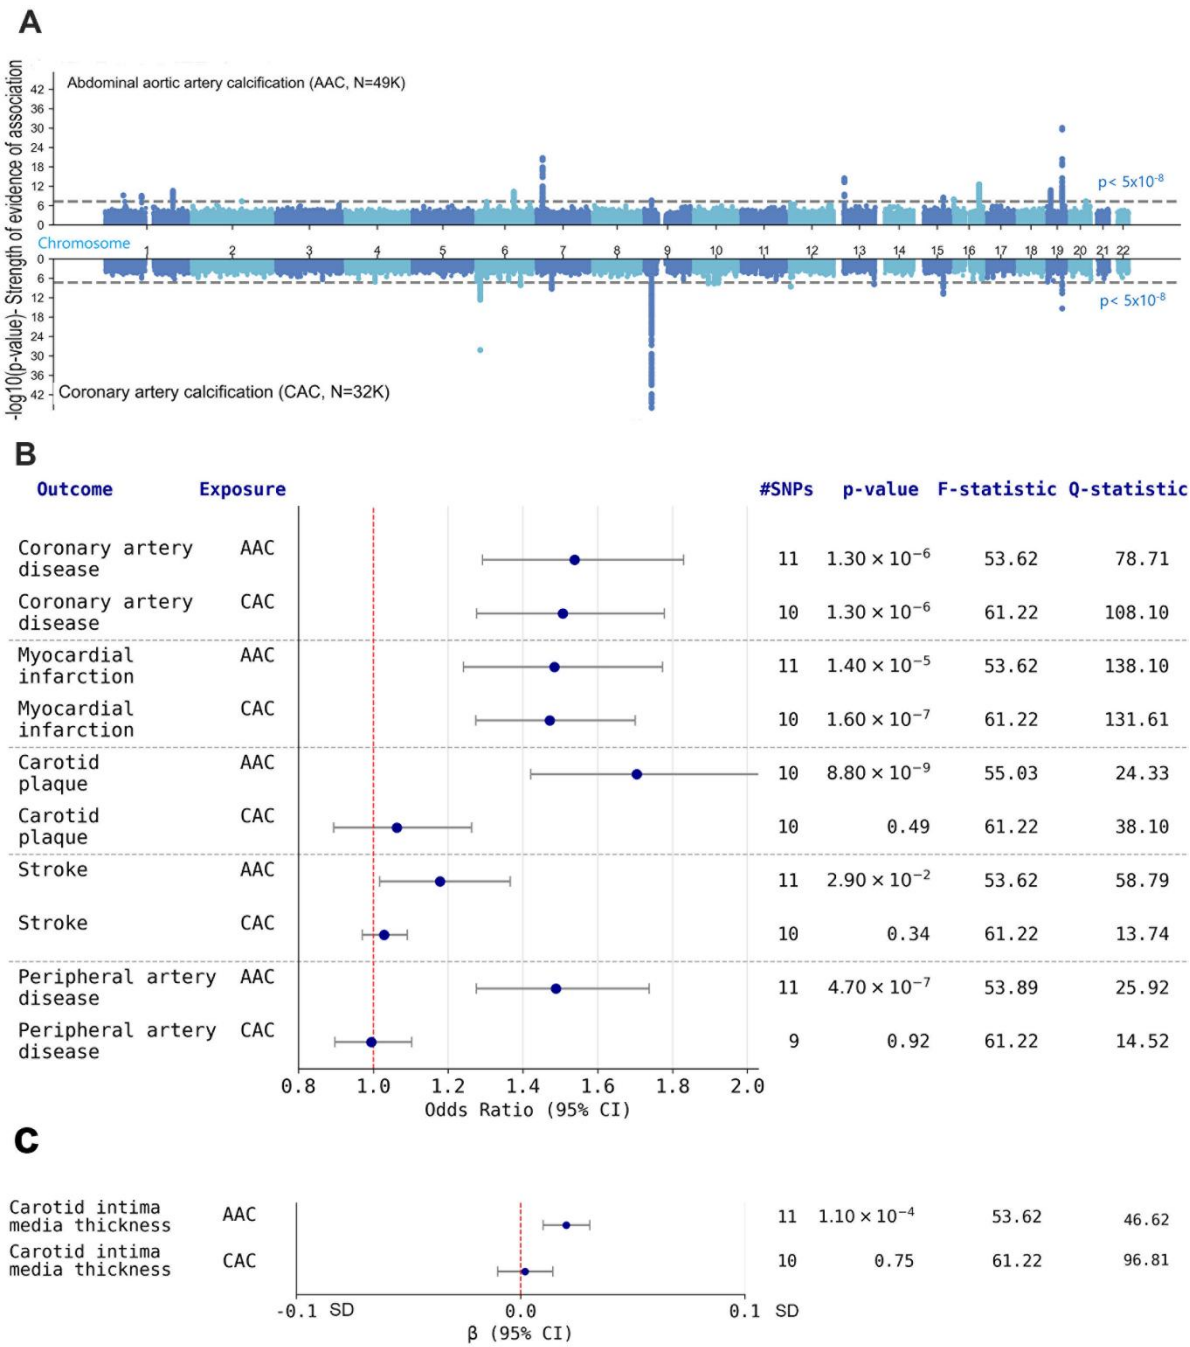 A
-log10(p-value)- Strength of evidence of association
Abdominal aortic artery calcification (AAC, N=49K)
42
36
30
24
18
12
6
0
p< 5x10-8
Chromosome
1 2 3 4 5 6 7 8 9 10 11 12 13 14 15 16 17 18 19 20 21 22
0
6
12
18
24
30
36
42
p< 5x10-8
Coronary artery calcification (CAC, N=32K)
B
Outcome Exposure #SNPs p-value F-statistic Q-statistic
Coronary artery
disease AAC 11 1.30 × 10−6 53.62 78.71
Coronary artery
disease CAC 10 1.30 × 10−6 61.22 108.10
Myocardial
infarction AAC 11 1.40 × 10−5 53.62 138.10
Myocardial
infarction CAC 10 1.60 × 10−7 61.22 131.61
Carotid
plaque AAC 10 8.80 × 10−9 55.03 24.33
Carotid
plaque CAC 10 0.49 61.22 38.10
Stroke AAC 11 2.90 × 10−2 53.62 58.79
Stroke CAC 10 0.34 61.22 13.74
Peripheral artery
disease AAC 11 4.70 × 10−7 53.89 25.92
Peripheral artery
disease CAC 9 0.92 61.22 14.52
0.8 1.0 1.2 1.4 1.6 1.8 2.0
Odds Ratio (95% CI)
C
Carotid intima
media thickness AAC 11 1.10 × 10−4 53.62 46.62
Carotid intima
media thickness CAC 10 0.75 61.22 96.81
-0.1 SD 0.0 0.1 SD
β (95% CI)